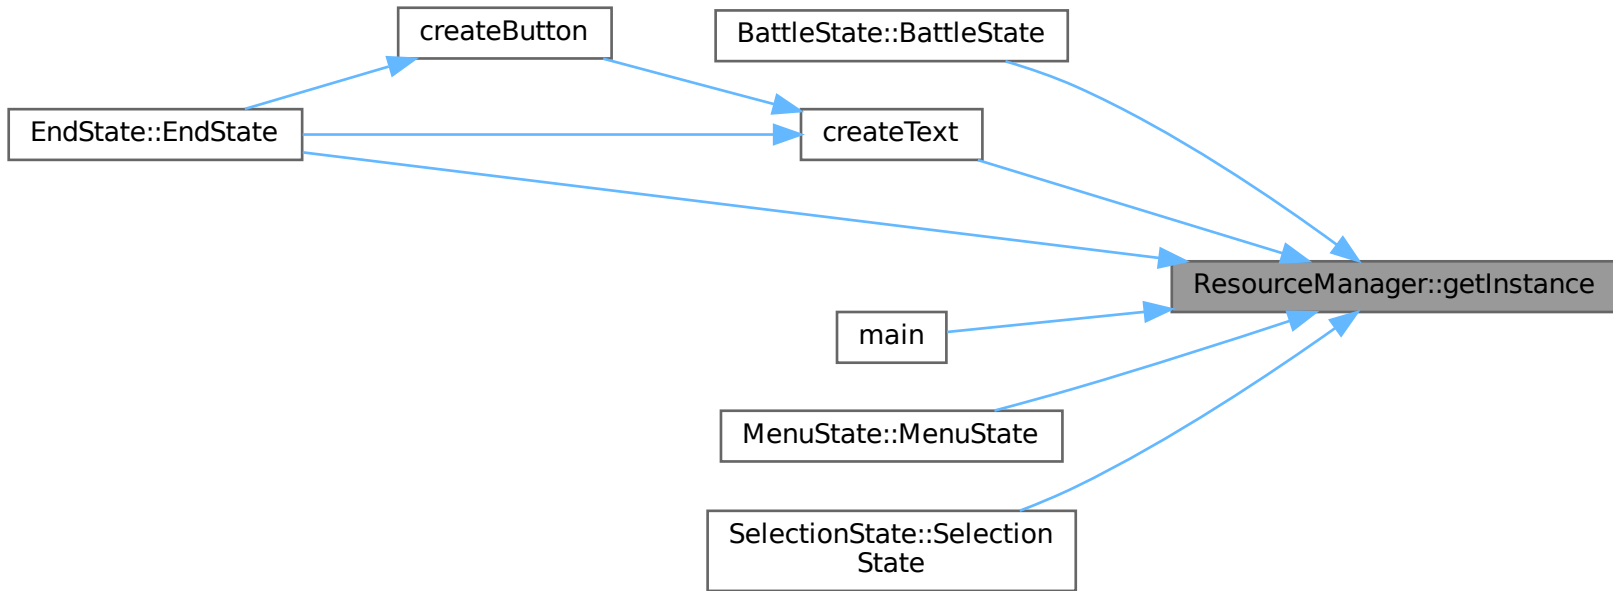 createButton
BattleState::BattleState
EndState::EndState
createText
ResourceManager::getInstance
main
MenuState::MenuState
SelectionState::Selection
State